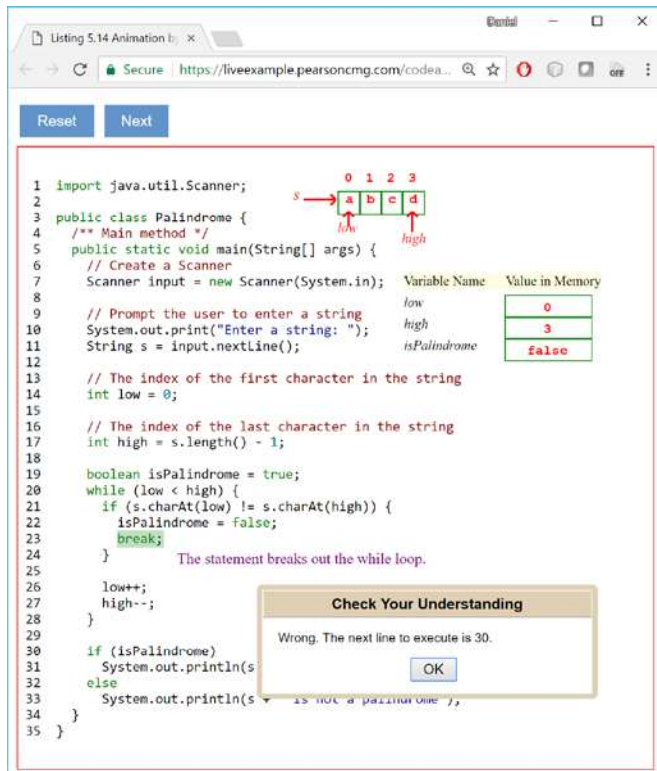 Daniel
Listing 5.14 Animation b
Secure https://liveexample.pearsoncmg.com/codea...
OFF
Reset Next
0 1 2 3
s a b c d
low high
1 import java.util.Scanner;
2
3 public class Palindrome {
4 /** Main method */
5 public static void main(String[] args) {
6 // Create a Scanner
7 Scanner input = new Scanner(System.in);
8
9 // Prompt the user to enter a string
10 System.out.print("Enter a string: ");
11 String s = input.nextLine();
12
13 // The index of the first character in the string
14 int low = 0;
15
16 // The index of the last character in the string
17 int high = s.length() - 1;
18
19 boolean isPalindrome = true;
20 while (low < high) {
21 if (s.charAt(low) != s.charAt(high)) {
22 isPalindrome = false;
23 break;
24 }
The statement breaks out the while loop.
25
26 low++;
27 high--;
28 }
29
30 if (isPalindrome)
31 System.out.println(s
32 else
33 System.out.println(s +
34 }
35 }
Variable Name Value in Memory
low 0
high 3
isPalindrome false
Check Your Understanding
Wrong. The next line to execute is 30.
OK